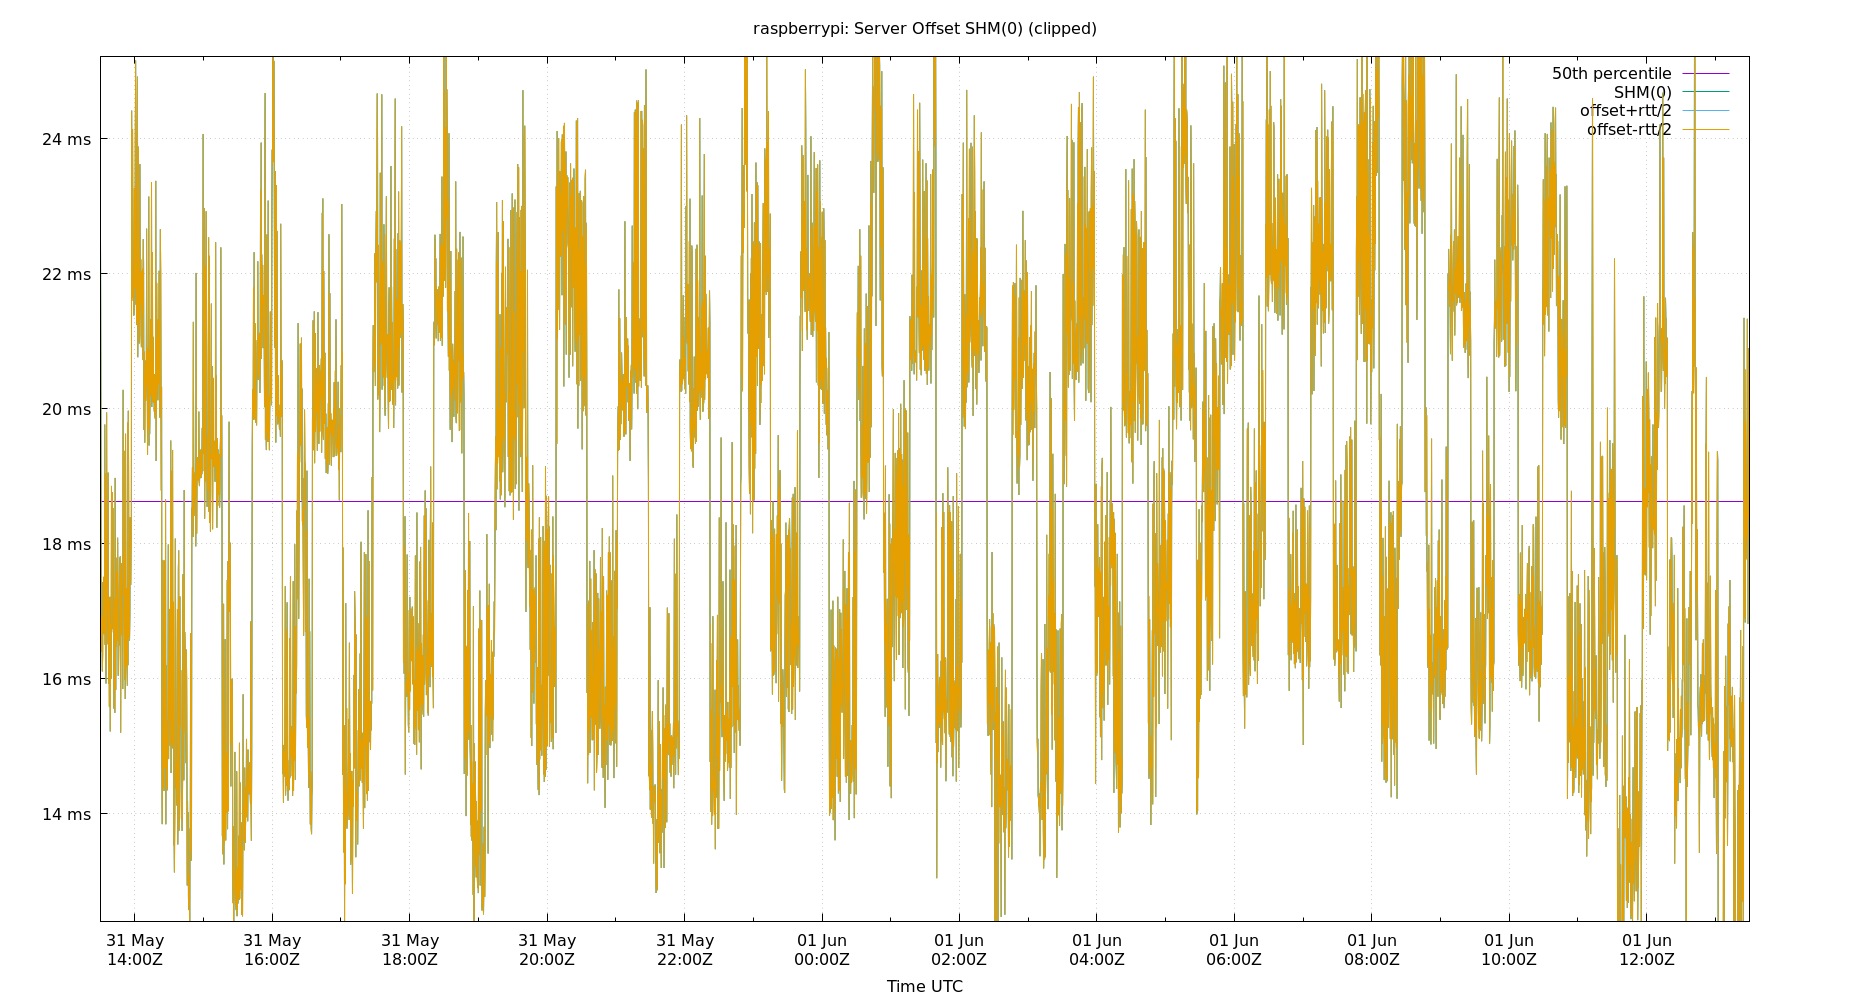 raspberrypi: Server Offset SHM(0) (clipped)
50th percentile
SHM(0)
offset+rtt/2
offset-rtt/2
24 ms
22 ms
20 ms
18 ms
16 ms
14 ms
31 May 31 May 31 May 31 May 31 May 01 Jun 01 Jun 01 Jun 01 Jun 01 Jun 01 Jun 01 Jun
14:00Z 16:00Z 18:00Z 20:00Z 22:00Z 00:00Z 02:00Z 04:00Z 06:00Z 08:00Z 10:00Z 12:00Z
Time UTC